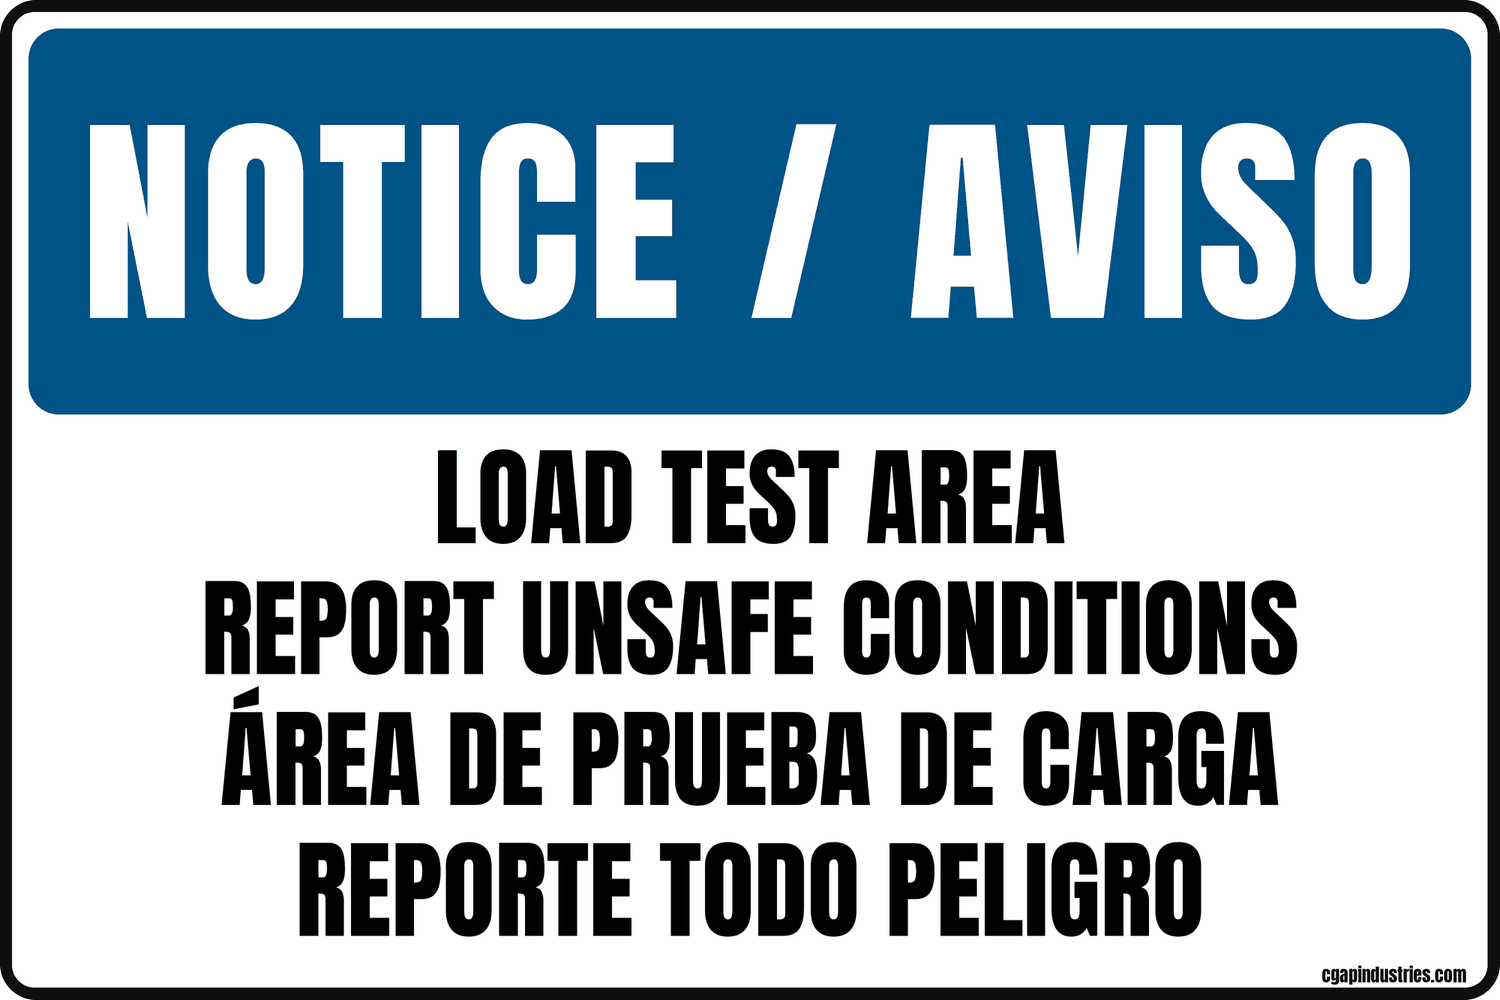 NOTICE / AVISO
LOAD TEST AREA
REPORT UNSAFE CONDITIONS
ÁREA DE PRUEBA DE CARGA
REPORTE TODO PELIGRO
cgapindustries.com